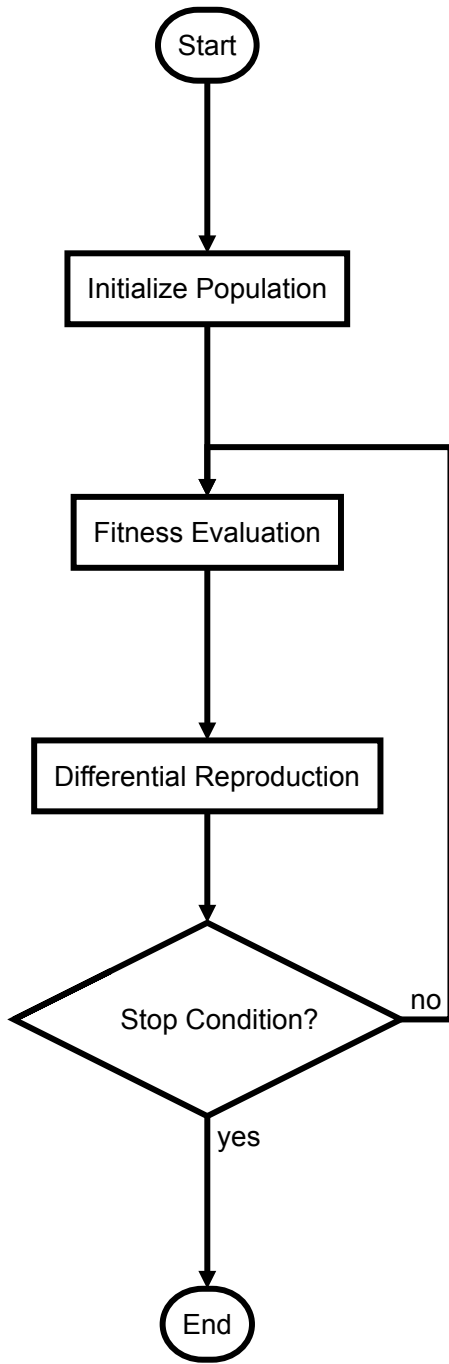 Start
Initialize Population
Fitness Evaluation
Differential Reproduction
Stop Condition?
no
yes
End